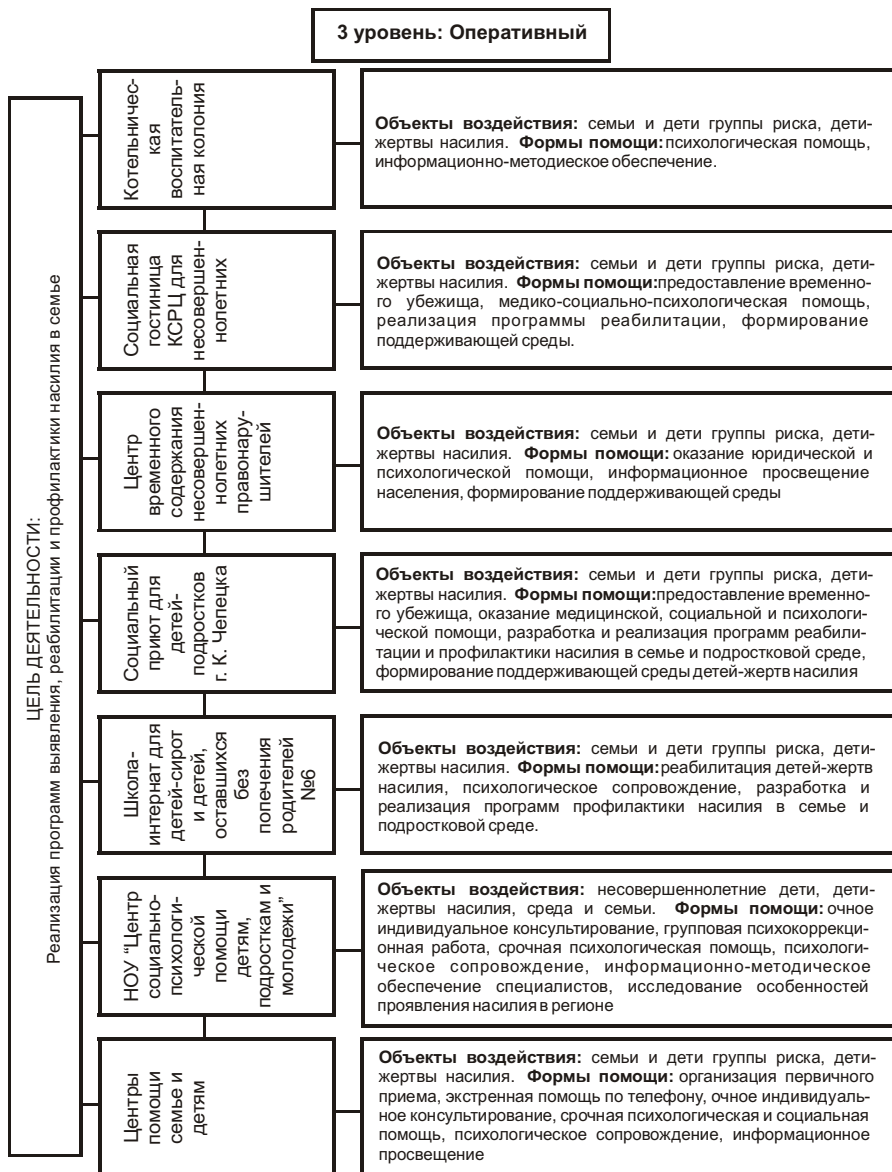 3 уровень: Оперативный
ЦЕЛЬ ДЕЯТЕЛЬНОСТИ:
Реализация программ выявления, реабилитации и профилактики насилия в семье
Котельничес-
кая
воспитатель-
ная колония
Объекты воздействия: семьи и дети группы риска, дети-
жертвы насилия. Формы помощи: психологическая помощь,
информационно-методиеское обеспечение.
Социальная
гостиница
КСРЦ для
несовершен-
нолетних
Объекты воздействия: семьи и дети группы риска, дети-
жертвы насилия. Формы помощи: предоставление временно-
го убежища, медико-социально-психологическая помощь,
реализация программы реабилитации, формирование
поддерживающей среды.
Центр
временного
содержания
несовершен-
нолетних
правонару-
шителей
Объекты воздействия: семьи и дети группы риска, дети-
жертвы насилия. Формы помощи: оказание юридической и
психологической помощи, информационное просвещение
населения, формирование поддерживающей среды
Социальный
приют для
детей-
подростков
г. К. Чепецка
Объекты воздействия: семьи и дети группы риска, дети-
жертвы насилия. Формы помощи: предоставление временно-
го убежища, оказание медицинской, социальной и психологи-
ческой помощи, разработка и реализация программ реабили-
тации и профилактики насилия в семье и подростковой среде,
формирование поддерживающей среды детей-жертв насилия
Школа-
интернат для
детей-сирот
и детей,
оставшихся
без
попечения
родителей
№6
Объекты воздействия: семьи и дети группы риска, дети-
жертвы насилия. Формы помощи: реабилитация детей-жертв
насилия, психологическое сопровождение, разработка и
реализация программ профилактики насилия в семье и
подростковой среде.
НОУ “Центр
социально-
психологи-
ческой
помощи
детям,
подросткам и
молодежи”
Объекты воздействия: несовершеннолетние дети, дети-
жертвы насилия, среда и семьи. Формы помощи: очное
индивидуальное консультирование, групповая психокоррекци-
онная работа, срочная психологическая помощь, психологи-
ческое сопровождение, информационно-методическое
обеспечение специалистов, исследование особенностей
проявления насилия в регионе
Центры
помощи
семье и
детям
Объекты воздействия: семьи и дети группы риска, дети-
жертвы насилия. Формы помощи: организация первичного
приема, экстренная помощь по телефону, очное индивидуаль-
ное консультирование, срочная психологическая и социальная
помощь, психологическое сопровождение, информационное
просвещение